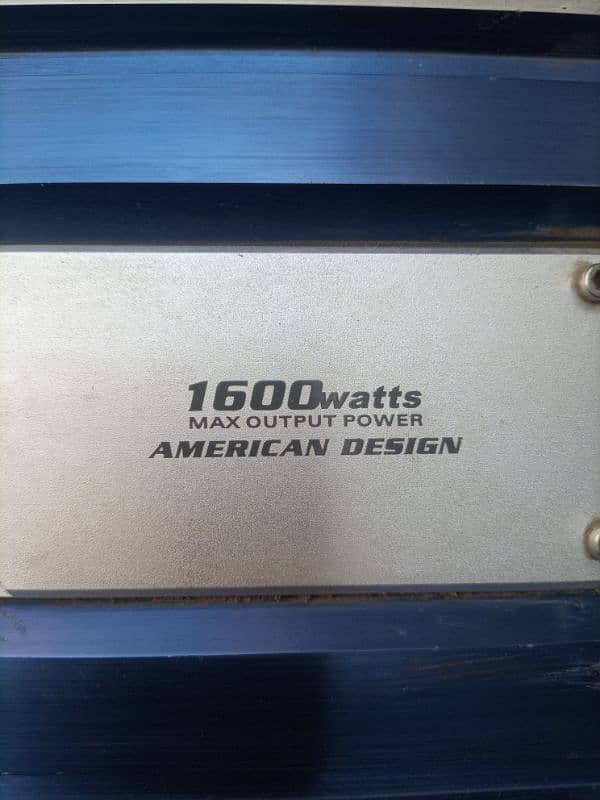 1600watts
MAX OUTPUT POWER
AMERICAN DESIGN